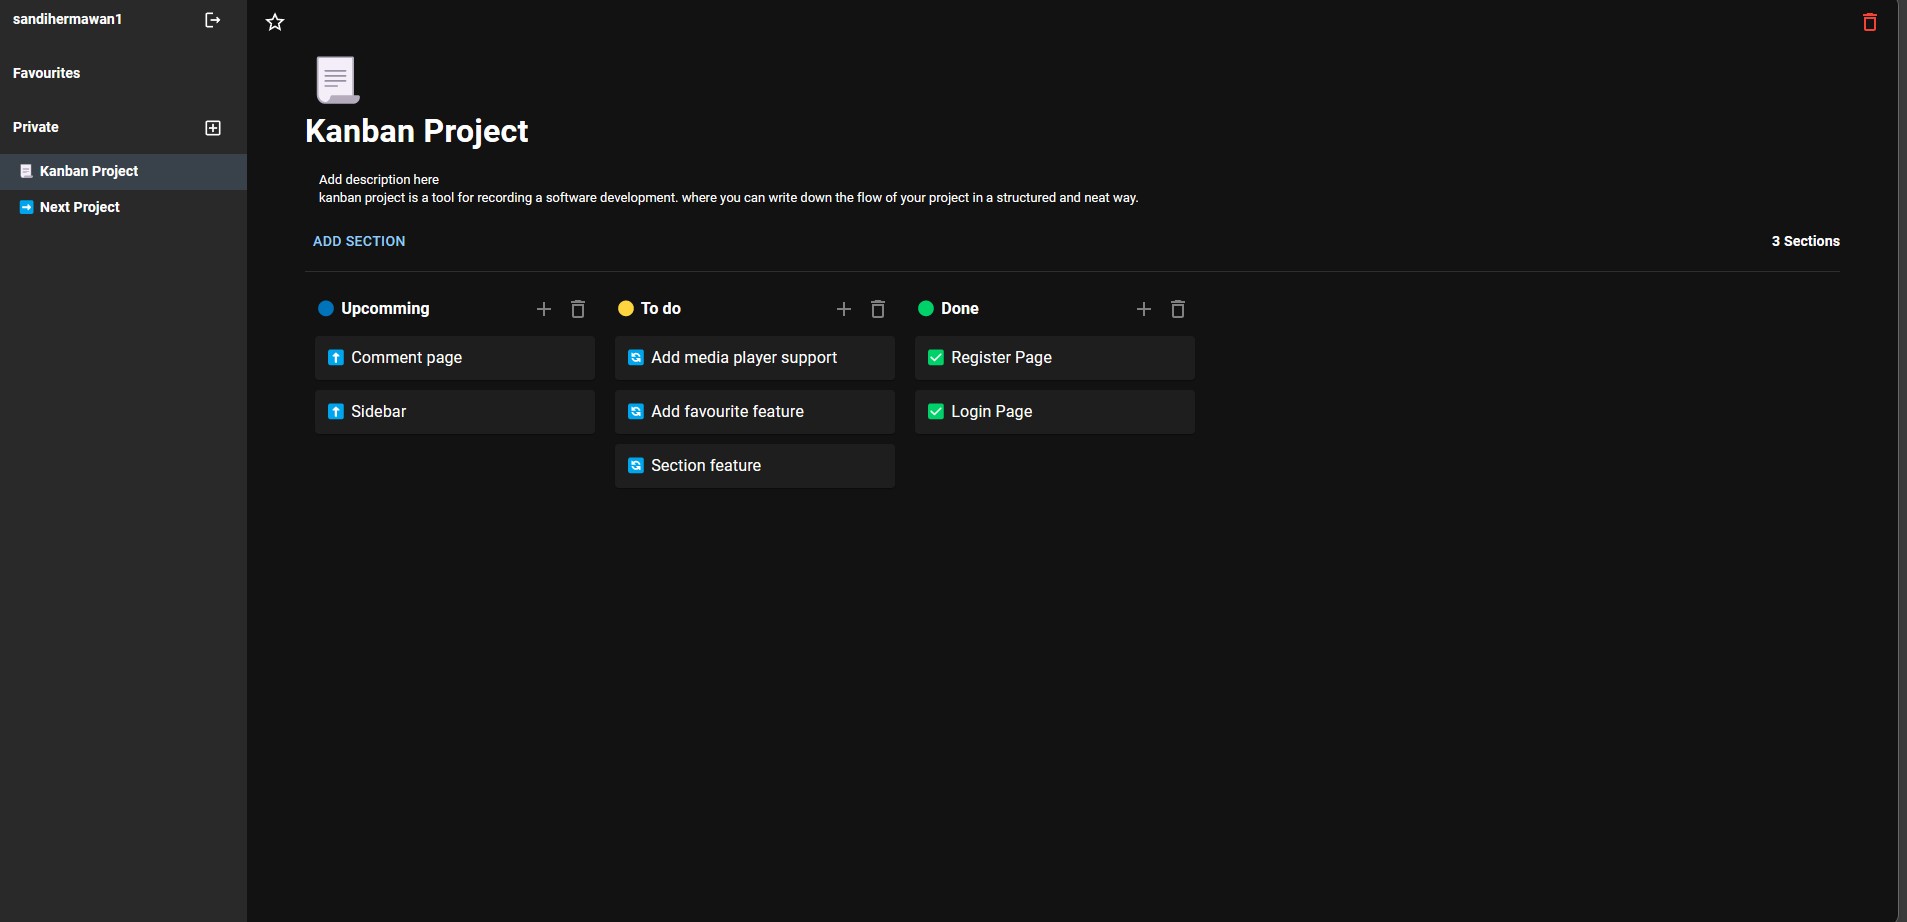 sandihermawan1
Favourites
Private
Kanban Project
Next Project
Kanban Project
Add description here
kanban project is a tool for recording a software development. where you can write down the flow of your project in a structured and neat way.
ADD SECTION
3 Sections
Upcomming
Comment page
Sidebar
To do
Add media player support
Add favourite feature
Section feature
Done
Register Page
Login Page